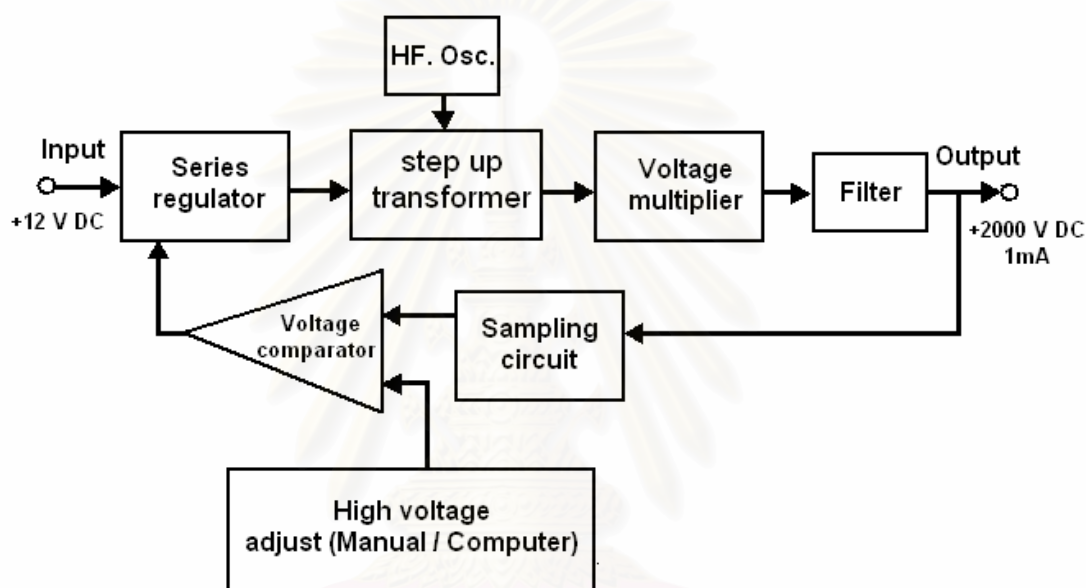 HF. Osc.
Input
+12 V DC
Series
regulator
step up
transformer
Voltage
multiplier
Filter
Output
+2000 V DC
1mA
Voltage
comparator
Sampling
circuit
High voltage
adjust (Manual / Computer)